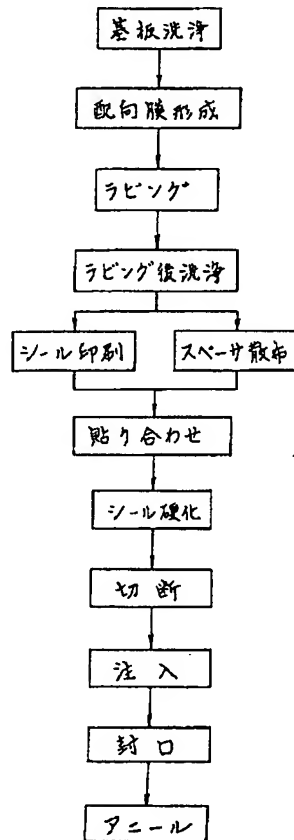 基板洗浄
配向膜形成
ラビング
ラビング後洗浄
シール印刷
スペーサ散布
貼り合わせ
シール硬化
切断
注入
封口
アニール